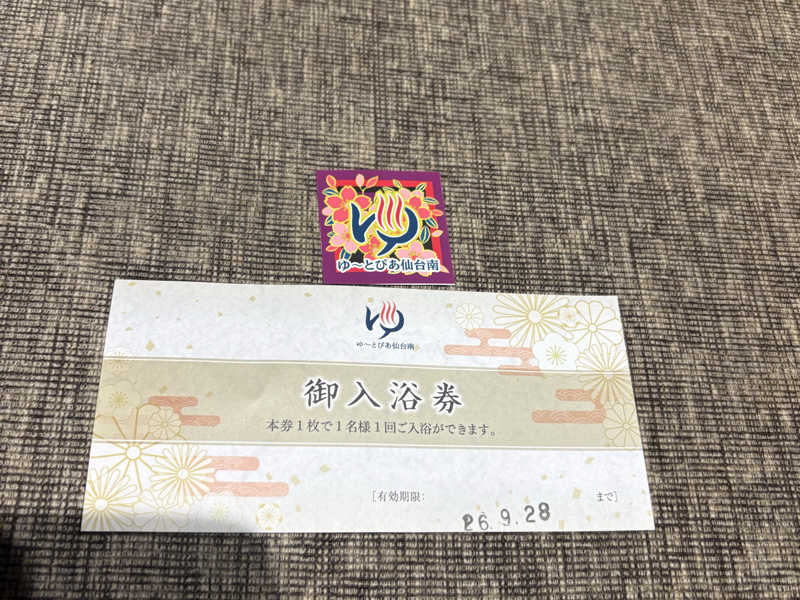 ゆ
ゆ〜とぴあ仙台南
ゆ
ゆ〜とぴあ仙台南
御入浴券
本券1枚で1名様1回ご入浴ができます。
[有効期限: まで]
26.9.28